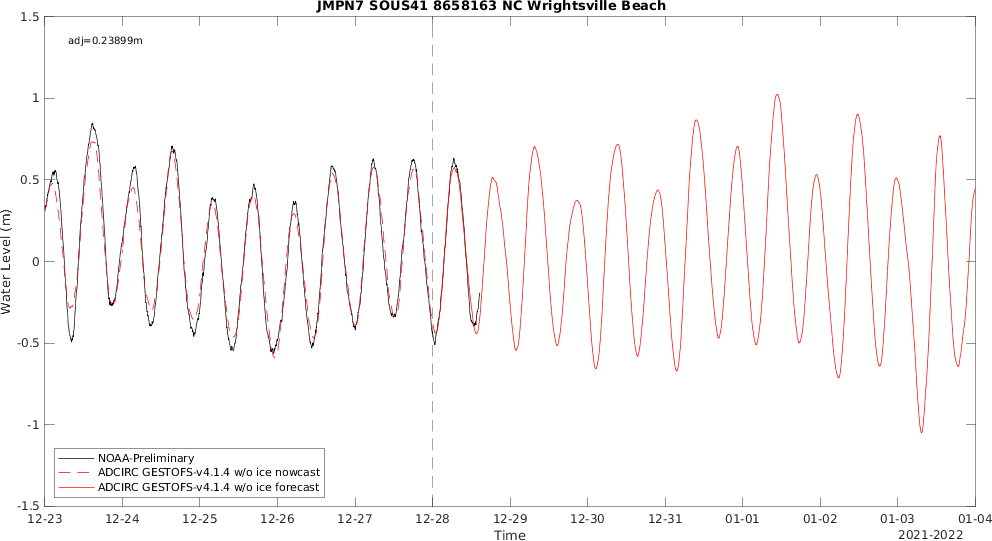 JMPN7 SOUS41 8658163 NC Wrightsville Beach
1.5
1
0.5
0
-0.5
-1
-1.5
Water Level (m)
adj=0.23899m
NOAA-Preliminary
ADCIRC GESTOFS-v4.1.4 w/o ice nowcast
ADCIRC GESTOFS-v4.1.4 w/o ice forecast
12-23 12-24 12-25 12-26 12-27 12-28 12-29 12-30 12-31 01-01 01-02 01-03 01-04
Time
2021-2022